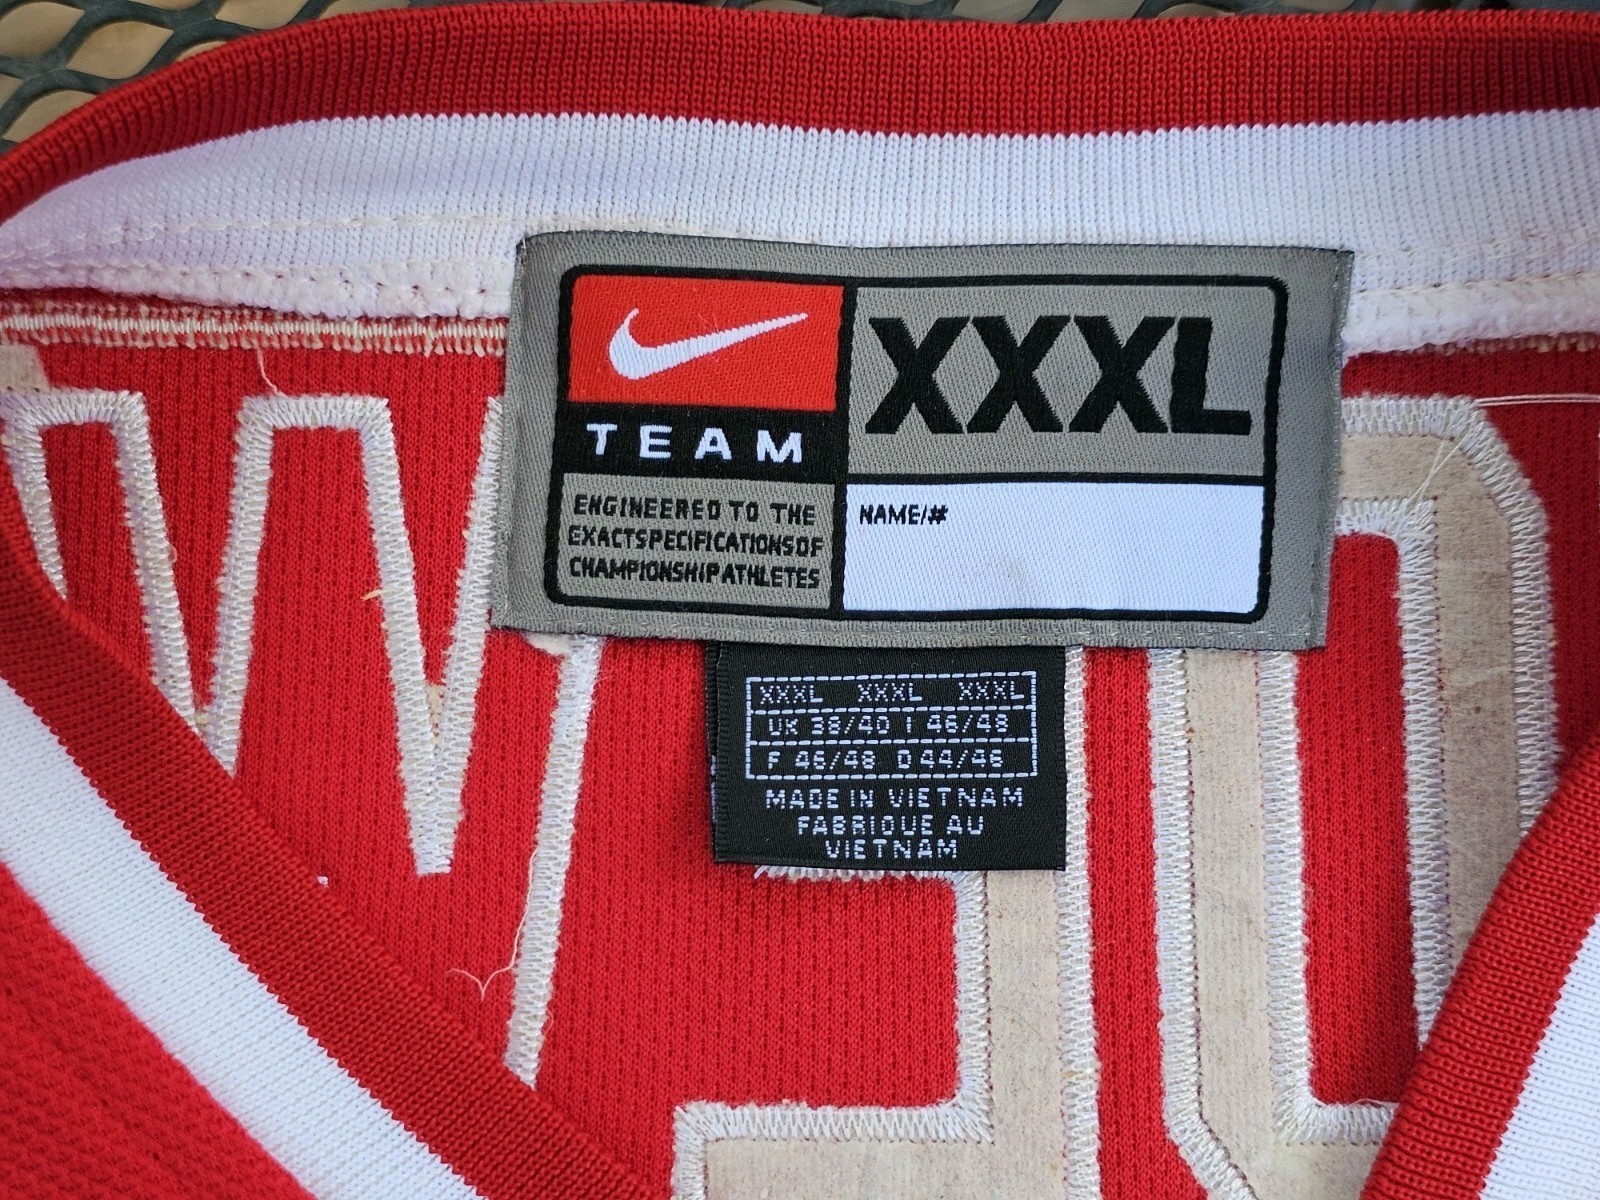 XXXL
TEAM
ENGINEERED TO THE
EXACT SPECIFICATIONS OF
CHAMPIONSHIP ATHLETES
NAME/#
XXXL XXXL XXXL
UK 38/40 I 46/48
F 46/48 D 44/46
MADE IN VIETNAM
FABRIQUE AU
VIETNAM